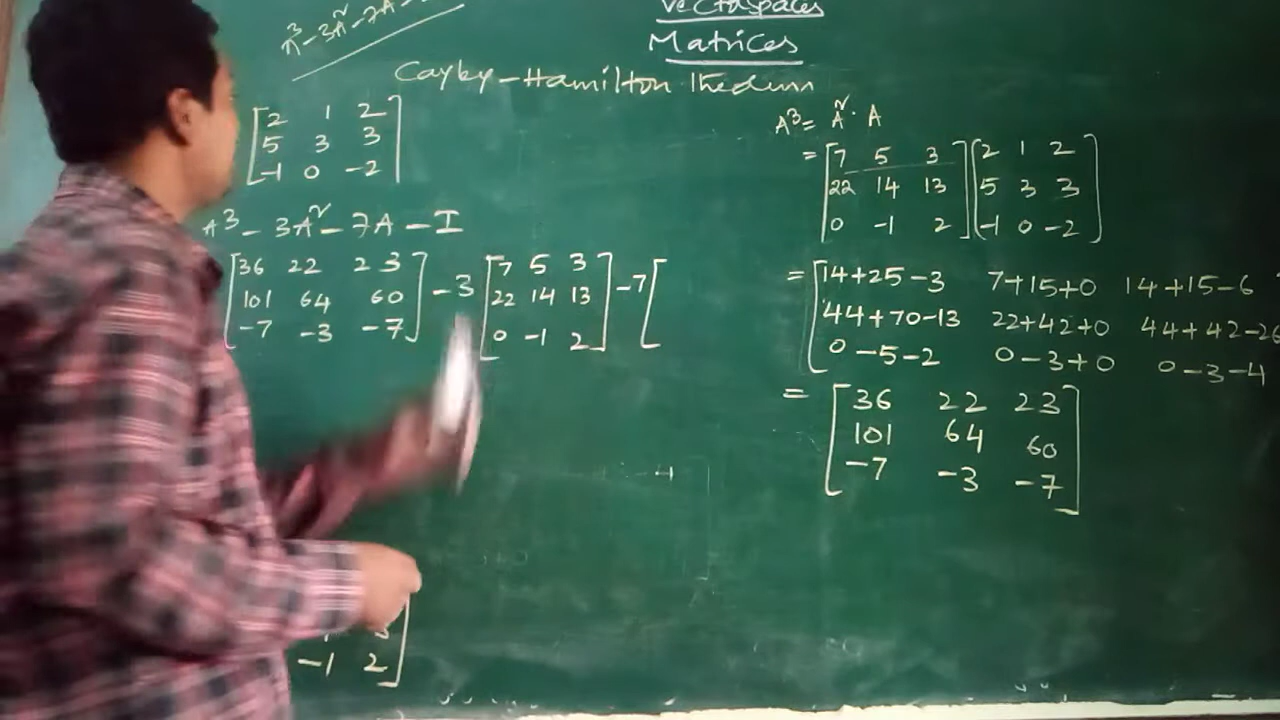 A³ - 3A² - 7A -
Vectaspaces
Matrices
Cayley-Hamilton Theorem
[2 1 2]
[5 3 3]
[-1 0 -2]
A³ - 3A² - 7A - I
[36 22 23] - 3 [7 5 3] - 7 [
[101 64 60] [22 14 13]
[-7 -3 -7] [0 -1 2]
-1 2]
A³ = A² · A
= [7 5 3] [2 1 2]
[22 14 13] [5 3 3]
[0 -1 2] [-1 0 -2]
= [14+25-3 7+15+0 14+15-6
[44+70-13 22+42+0 44+42-26
[0-5-2 0-3+0 0-3-4
= [36 22 23]
[101 64 60]
[-7 -3 -7]